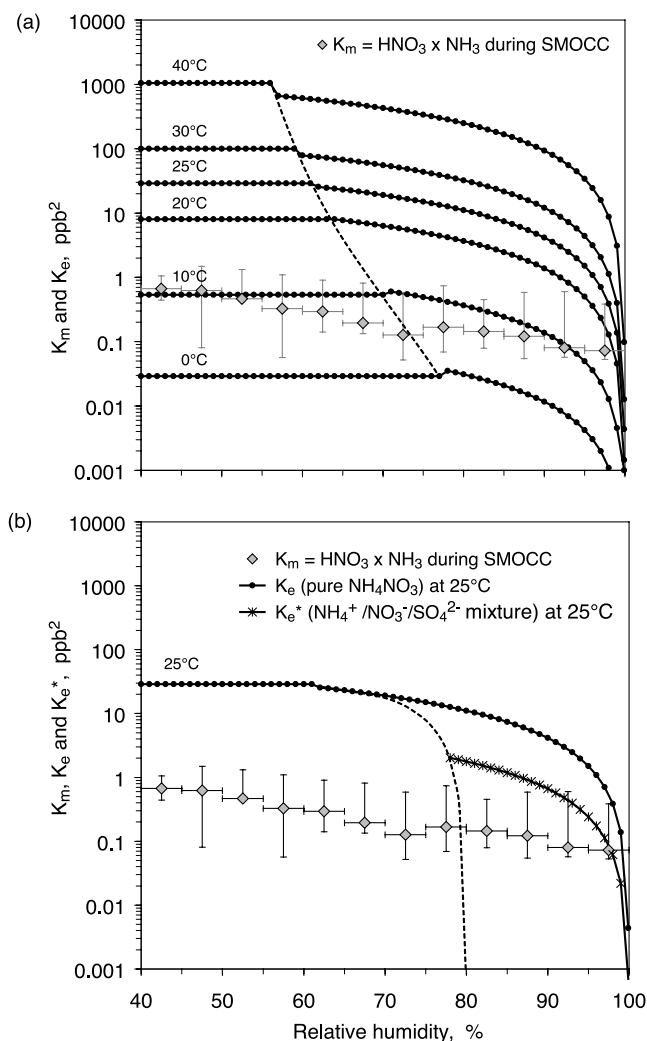 (a)
10000
1000
100
10
1
0.1
0.01
0.001
Km and Ke, ppb²
Km = HNO₃ x NH₃ during SMOCC
40°C
30°C
25°C
20°C
10°C
0°C
(b)
10000
1000
100
10
1
0.1
0.01
0.001
Km, Ke and Ke*, ppb²
Km = HNO₃ x NH₃ during SMOCC
Ke (pure NH4NO₃) at 25°C
Ke* (NH₄⁺ /NO₃⁻/SO₄²⁻ mixture) at 25°C
25°C
40 50 60 70 80 90 100
Relative humidity, %